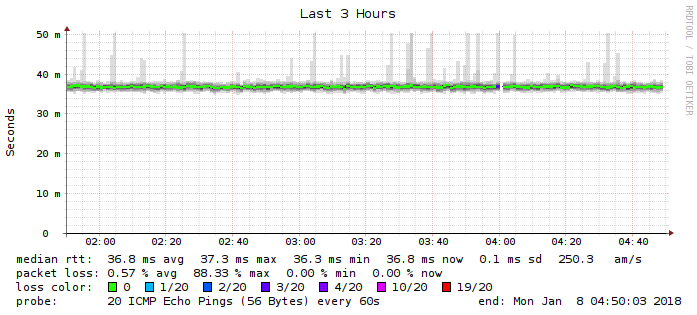 Last 3 Hours
RRDTOOL / TOBI OETIKER
Seconds
50 m
40 m
30 m
20 m
10 m
0
02:00 02:20 02:40 03:00 03:20 03:40 04:00 04:20 04:40
median rtt: 36.8 ms avg 37.3 ms max 36.3 ms min 36.8 ms now 0.1 ms sd 250.3 am/s
packet loss: 0.57 % avg 88.33 % max 0.00 % min 0.00 % now
loss color: 0 1/20 2/20 3/20 4/20 10/20 19/20
probe: 20 ICMP Echo Pings (56 Bytes) every 60s end: Mon Jan 8 04:50:03 2018